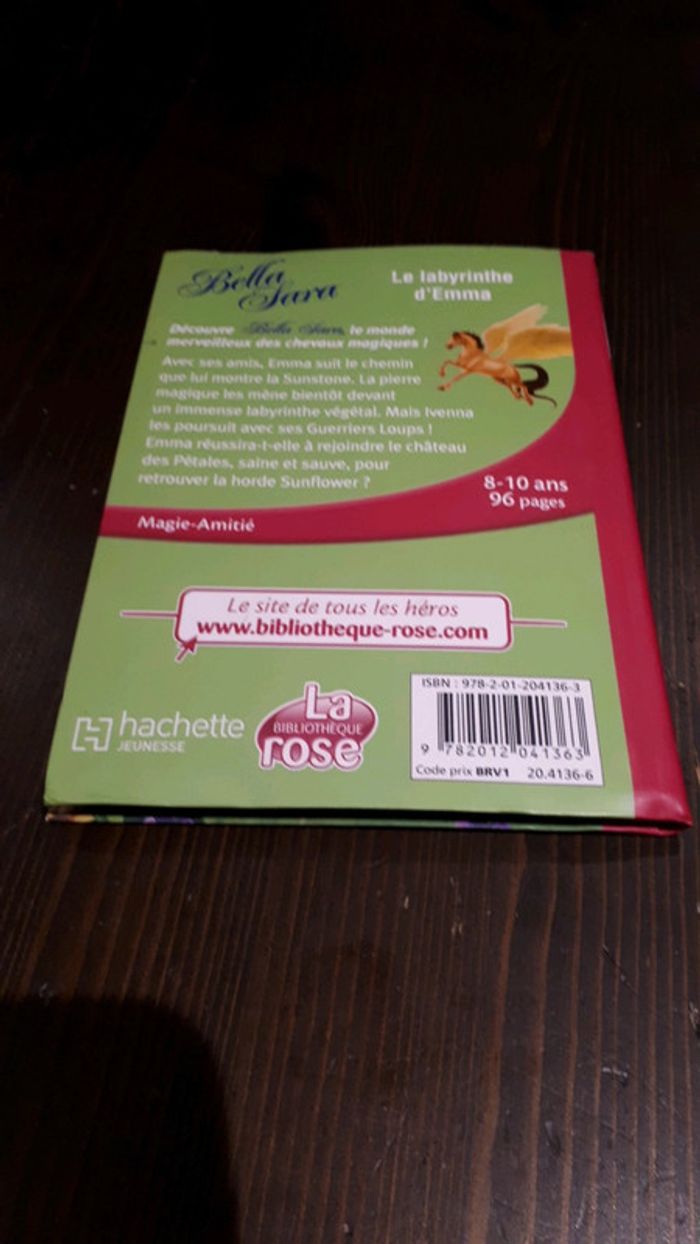 Bella Sara
Le labyrinthe
d'Emma
Découvre Bella Sara, le monde
merveilleux des chevaux magiques !
Avec ses amis, Emma suit le chemin
que lui montre la Sunstone. La pierre
magique les mène bientôt devant
un immense labyrinthe végétal. Mais Ivenna
les poursuit avec ses Guerriers Loups !
Emma réussira-t-elle à rejoindre le château
des Pétales, saine et sauve, pour
retrouver la horde Sunflower ?
8-10 ans
96 pages
Magie-Amitié
Le site de tous les héros
www.bibliotheque-rose.com
hachette
JEUNESSE
La
BIBLIOTHÈQUE
rose
ISBN : 978-2-01-204136-3
9 782012 041363
Code prix BRV1 20.4136-6